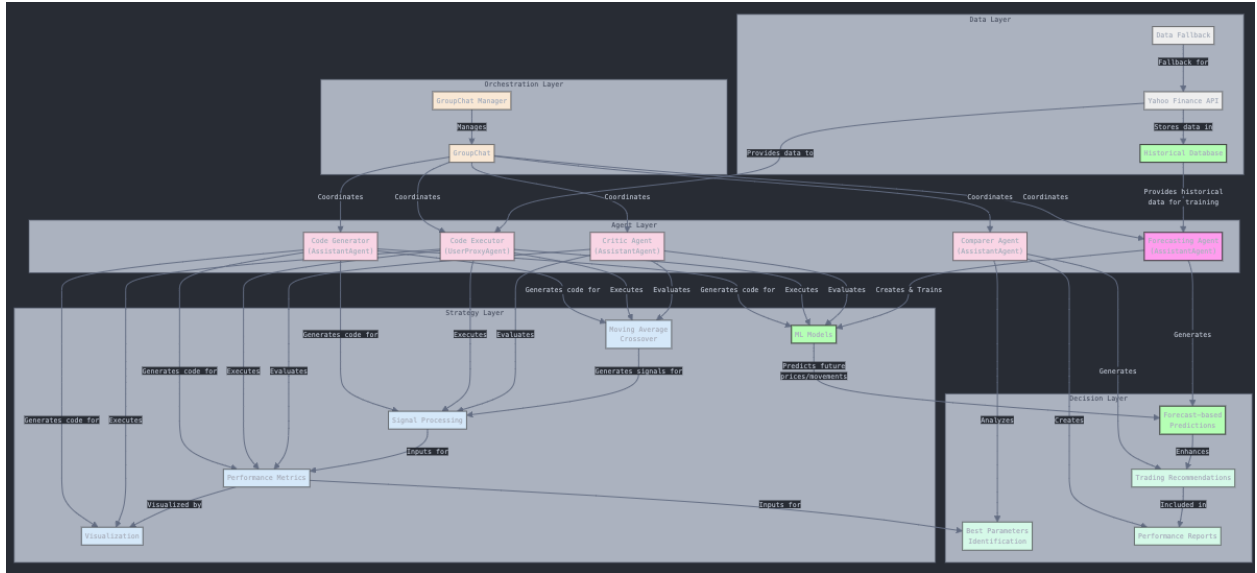 Data Layer
Data Fallback
Fallback for
Orchestration Layer
GroupChat Manager
Yahoo Finance API
Manages
Stores data in
GroupChat
Provides data to
Historical Database
Coordinates
Coordinates
Coordinates
Coordinates
Coordinates
Provides historical
data for training
Agent Layer
Code Generator
(AssistantAgent)
Code Executor
(UserProxyAgent)
Critic Agent
(AssistantAgent)
Comparer Agent
(AssistantAgent)
Forecasting Agent
(AssistantAgent)
Generates code for
Executes
Evaluates
Generates code for
Executes
Evaluates
Creates & Trains
Strategy Layer
Generates code for
Executes
Evaluates
Moving Average
Crossover
ML Models
Generates
Generates code for
Executes
Evaluates
Generates signals for
Predicts future
prices/movements
Generates
Decision Layer
Generates code for
Executes
Signal Processing
Analyzes
Creates
Forecast-based
Predictions
Inputs for
Enhances
Performance Metrics
Trading Recommendations
Visualized by
Inputs for
Included in
Visualization
Best Parameters
Identification
Performance Reports